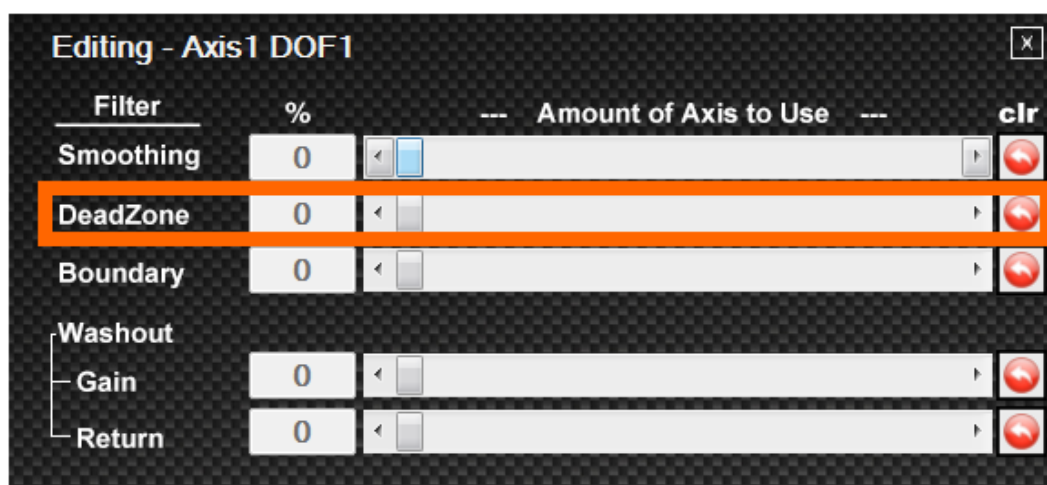 Editing - Axis1 DOF1 X
Filter % --- Amount of Axis to Use --- clr
Smoothing 0
DeadZone 0
Boundary 0
Washout
Gain 0
Return 0